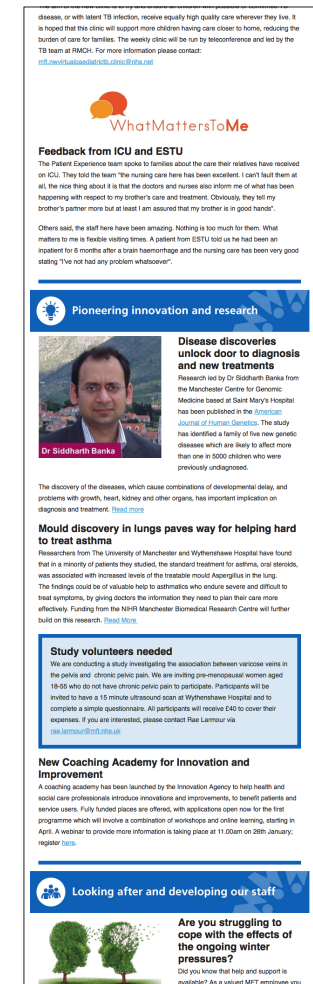 disease, or with latent TB infection, receive equally high quality care wherever they live. It
is hoped that this clinic will support more children having care closer to home, reducing the
burden of care for families. The weekly clinic will be run by teleconference and led by the
TB team at RMCH. For more information please contact:
mft.nwvirtualpaediatrictb.clinic@nhs.net
WhatMattersToMe
Feedback from ICU and ESTU
The Patient Experience team spoke to families about the care their relatives have received
on ICU. They told the team "the nursing care here has been excellent. I can't fault them at
all, the nice thing about it is that the doctors and nurses also inform me of what has been
happening with respect to my brother's care and treatment. Obviously, they tell my
brother's partner more but at least I am assured that my brother is in good hands".
Others said, the staff here have been amazing. Nothing is too much for them. What
matters to me is flexible visiting times. A patient from ESTU told us he had been an
inpatient for 6 months after a brain haemorrhage and the nursing care has been very good
stating "I've not had any problem whatsoever".
Pioneering innovation and research
Dr Siddharth Banka
Disease discoveries
unlock door to diagnosis
and new treatments
Research led by Dr Siddharth Banka from
the Manchester Centre for Genomic
Medicine based at Saint Mary's Hospital
has been published in the American
Journal of Human Genetics. The study
has identified a family of five new genetic
diseases which are likely to affect more
than one in 5000 children who were
previously undiagnosed.
The discovery of the diseases, which cause combinations of developmental delay, and
problems with growth, heart, kidney and other organs, has important implication on
diagnosis and treatment. Read more
Mould discovery in lungs paves way for helping hard
to treat asthma
Researchers from The University of Manchester and Wythenshawe Hospital have found
that in a minority of patients they studied, the standard treatment for asthma, oral steroids,
was associated with increased levels of the treatable mould Aspergillus in the lung.
The findings could be of valuable help to asthmatics who endure severe and difficult to
treat symptoms, by giving doctors the information they need to plan their care more
effectively. Funding from the NIHR Manchester Biomedical Research Centre will further
build on this research. Read More
Study volunteers needed
We are conducting a study investigating the association between varicose veins in
the pelvis and chronic pelvic pain. We are inviting pre-menopausal women aged
18-55 who do not have chronic pelvic pain to participate. Participants will be
invited to have a 15 minute ultrasound scan at Wythenshawe Hospital and to
complete a simple questionnaire. All participants will receive £40 to cover their
expenses. If you are interested, please contact Rae Larmour via
rae.larmour@mft.nhs.uk
New Coaching Academy for Innovation and
Improvement
A coaching academy has been launched by the Innovation Agency to help health and
social care professionals introduce innovations and improvements, to benefit patients and
service users. Fully funded places are offered, with applications open now for the first
programme which will involve a combination of workshops and online learning, starting in
April. A webinar to provide more information is taking place at 11.00am on 26th January;
register here.
Looking after and developing our staff
Are you struggling to
cope with the effects of
the ongoing winter
pressures?
Did you know that help and support is
available? As a valued MFT employee you